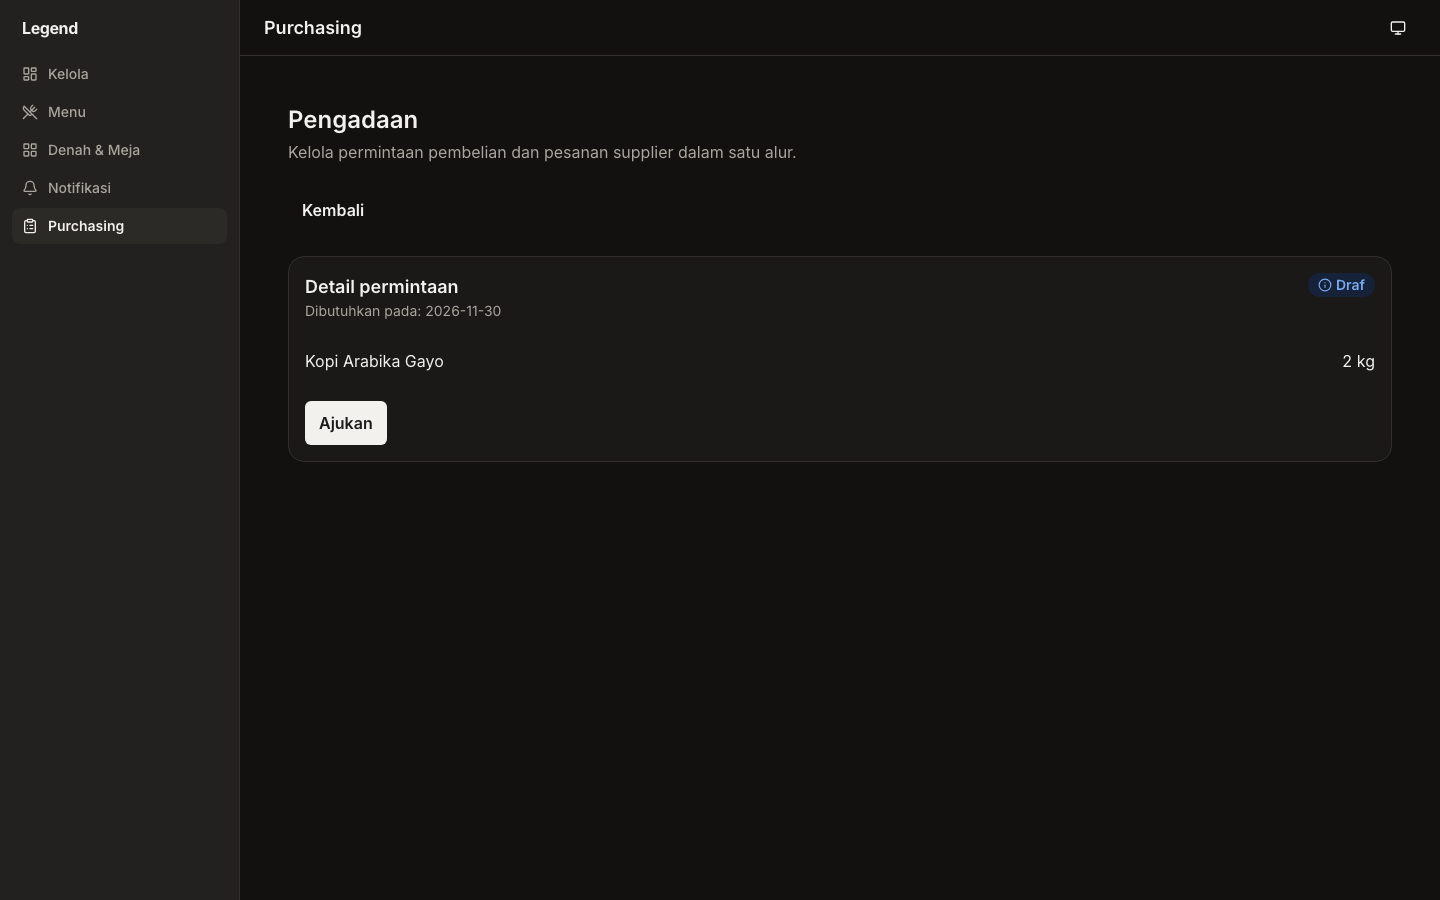 Legend
Kelola
Menu
Denah & Meja
Notifikasi
Purchasing
Purchasing
Pengadaan
Kelola permintaan pembelian dan pesanan supplier dalam satu alur.
Kembali
Detail permintaan
Draf
Dibutuhkan pada: 2026-11-30
Kopi Arabika Gayo 2 kg
Ajukan